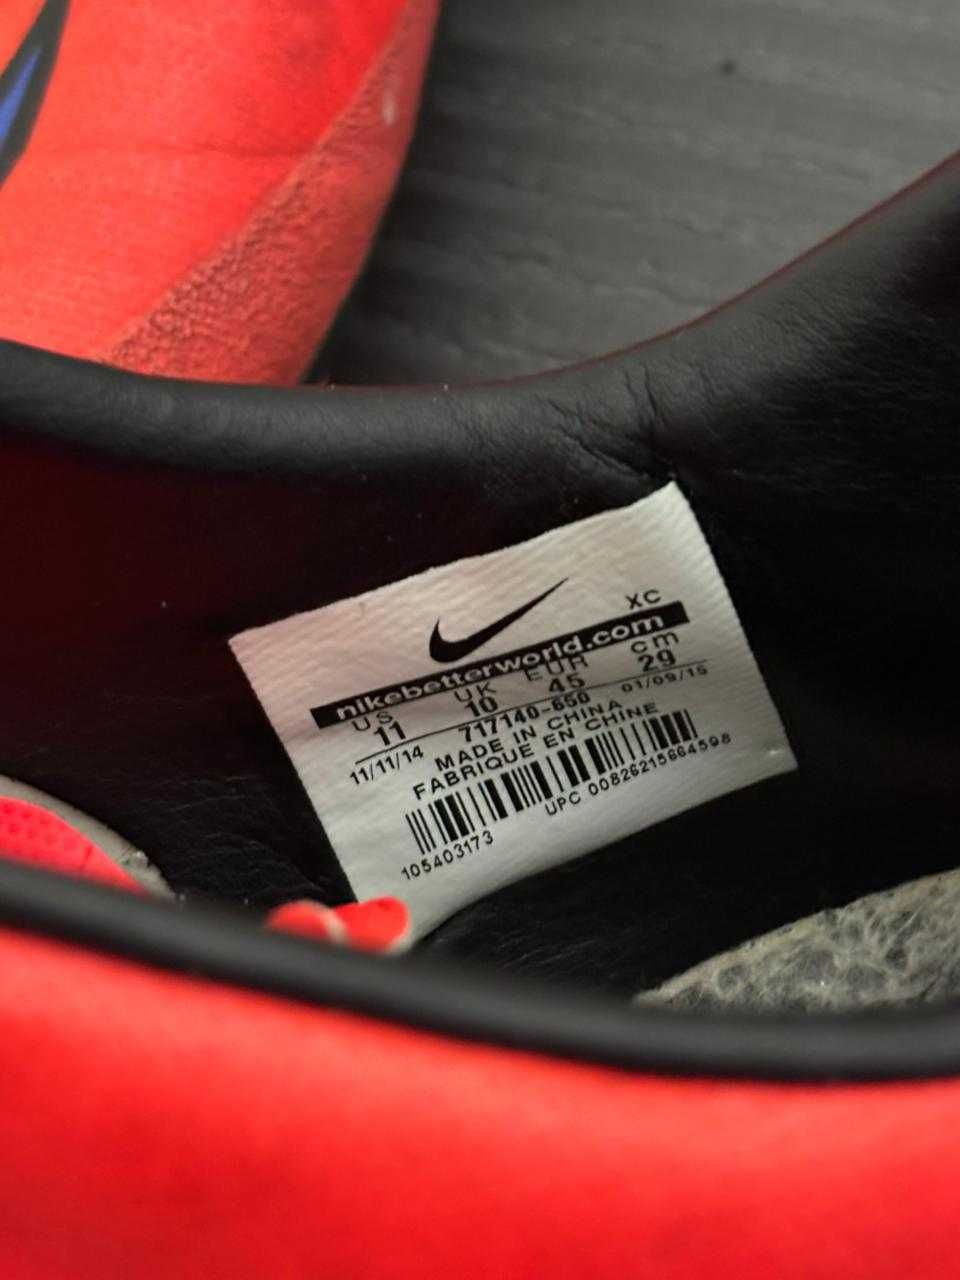 XC
nikebetterworld.com
US UK EUR cm
11 10 45 29
11/11/14 717140-650 01/09/15
MADE IN CHINA
FABRIQUE EN CHINE
105403173 UPC 00826215664598